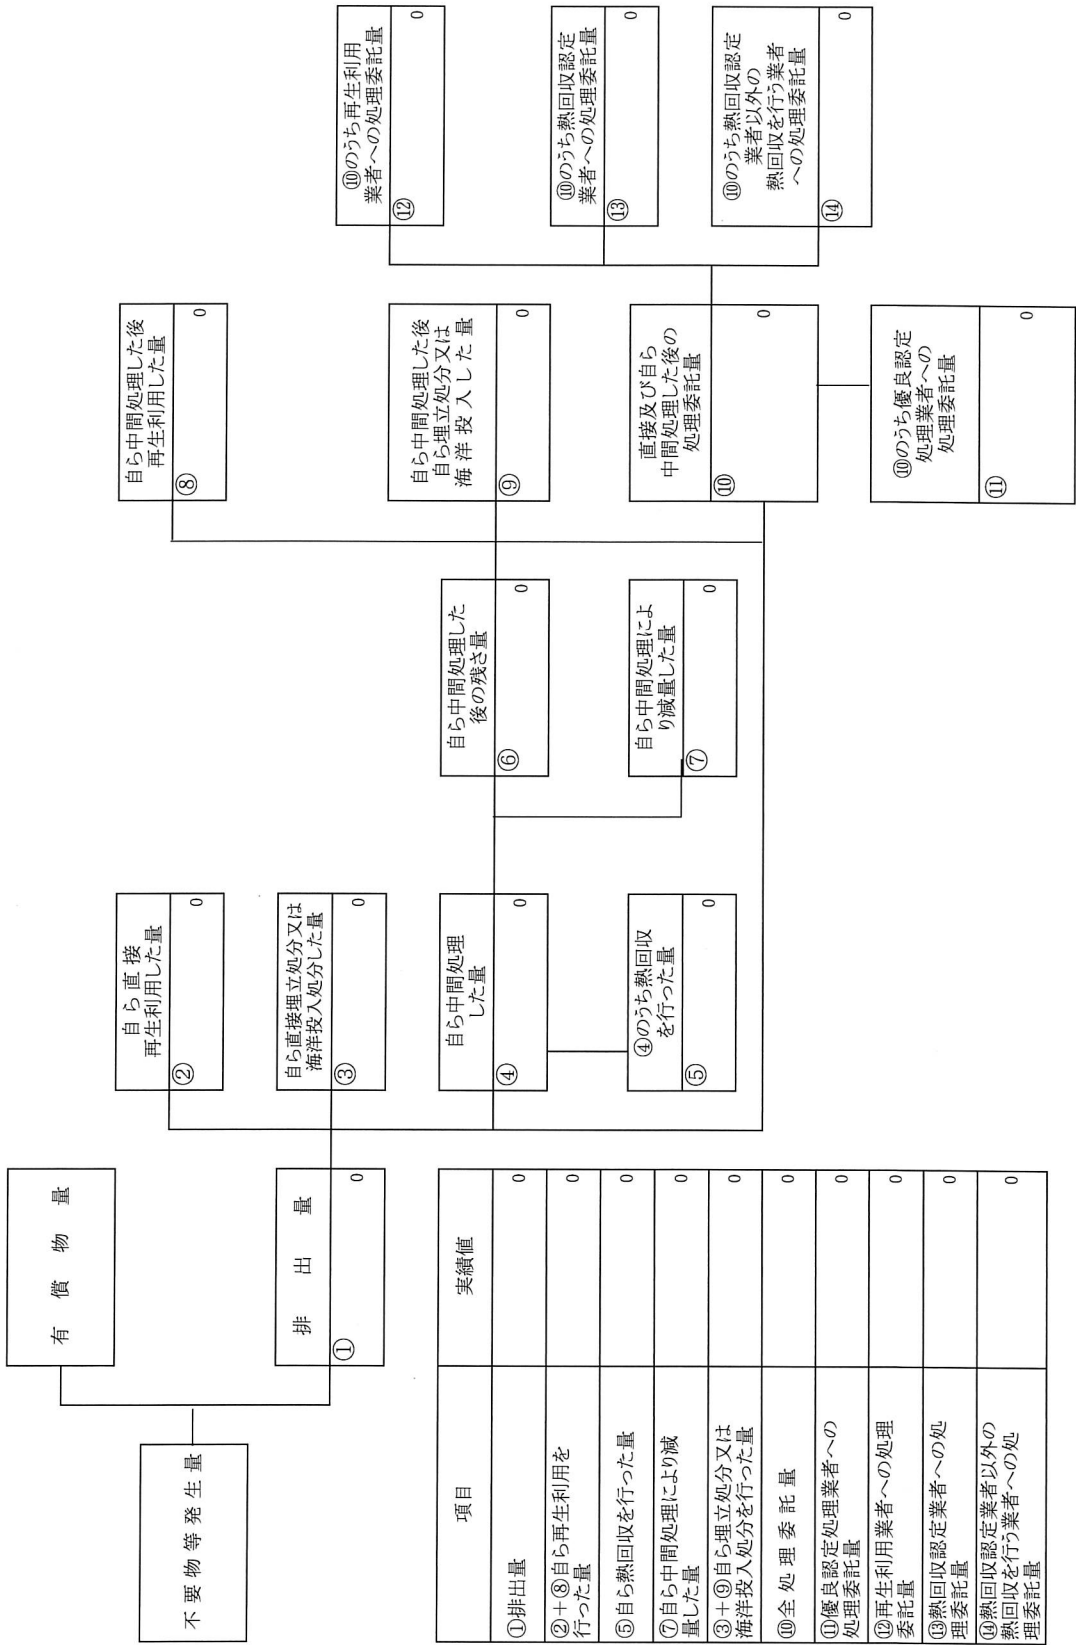 不要物等発生量
有償物量
排出量
①
0
自ら直接
再生利用した量
②
0
自ら直接埋立処分又は
海洋投入処分した量
③
0
自ら中間処理
した量
④
0
④のうち熱回収
を行った量
⑤
0
自ら中間処理した
後の残さ量
⑥
0
自ら中間処理によ
り減量した量
⑦
0
自ら中間処理した後
再生利用した量
⑧
0
自ら中間処理した後
自ら埋立処分又は
海洋投入した量
⑨
0
直接及び自ら
中間処理した後の
処理委託量
⑩
0
⑩のうち優良認定
処理業者への
処理委託量
⑪
0
⑩のうち再生利用
業者への処理委託量
⑫
0
⑩のうち熱回収認定
業者への処理委託量
⑬
0
⑩のうち熱回収認定
業者以外の
熱回収を行う業者
への処理委託量
⑭
0
項目
実績値
①排出量
0
②+⑧自ら再生利用を
行った量
0
⑤自ら熱回収を行った量
0
⑦自ら中間処理により減
量した量
0
③+⑨自ら埋立処分又は
海洋投入処分を行った量
0
⑩全処理委託量
0
⑪優良認定処理業者への
処理委託量
0
⑫再生利用業者への処理
委託量
0
⑬熱回収認定業者への処
理委託量
0
⑭熱回収認定業者以外の
熱回収を行う業者への処
理委託量
0